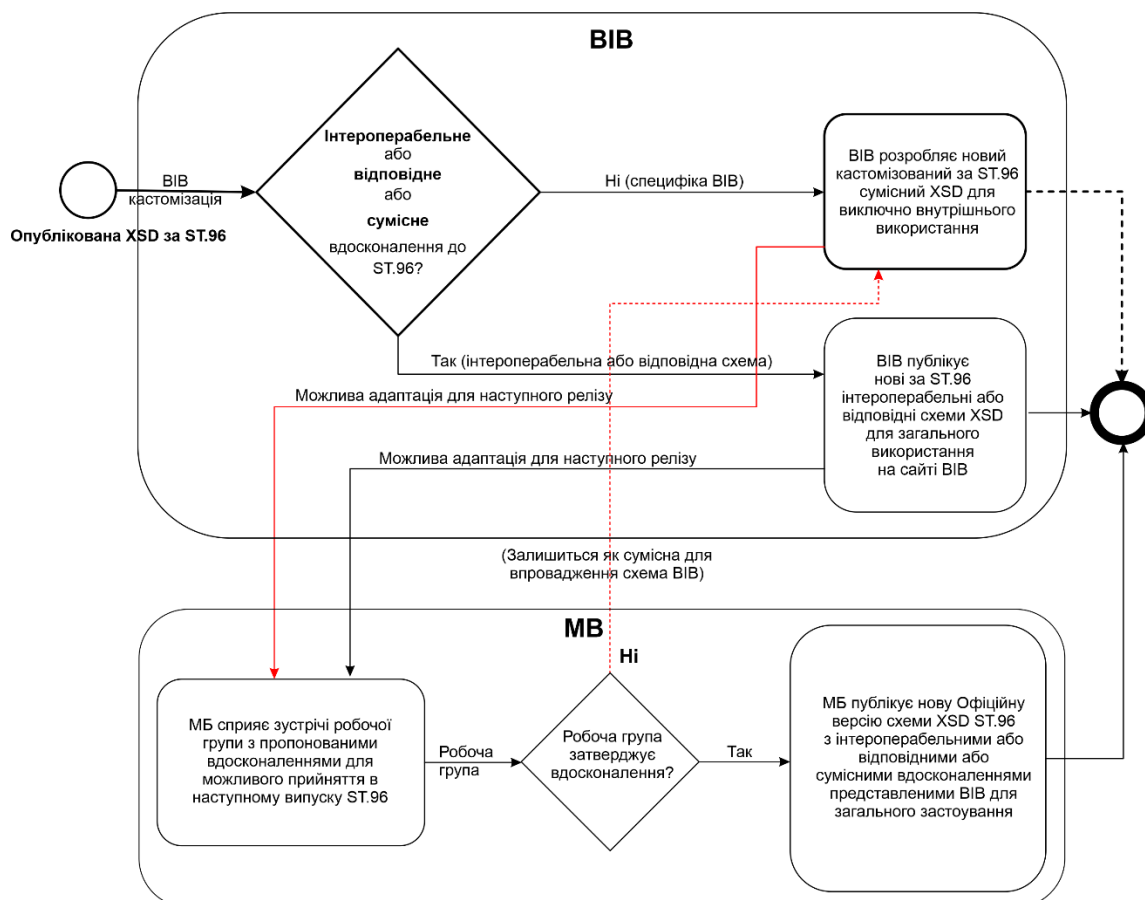 ВІВ
Інтероперабельне
або
відповідне
або
сумісне
вдосконалення до
ST.96?
ВІВ
кастомізація
Опублікована XSD за ST.96
Ні (специфіка ВІВ)
ВІВ розробляє новий
кастомізований за ST.96
сумісний XSD для
виключно внутрішнього
використання
Так (інтероперабельна або відповідна схема)
ВІВ публікує
нові за ST.96
інтероперабельні або
відповідні схеми XSD
для загального
використання
на сайті ВІВ
Можлива адаптація для наступного релізу
Можлива адаптація для наступного релізу
(Залишиться як сумісна для
впровадження схема ВІВ)
МВ
Ні
МБ сприяє зустрічі робочої
групи з пропонованими
вдосконаленнями для
можливого прийняття в
наступному випуску ST.96
Робоча
група
Робоча група
затверджує
вдосконалення?
Так
МБ публікує нову Офіційну
версію схеми XSD ST.96
з інтероперабельними або
відповідними або
сумісними вдосконаленнями
представленими ВІВ для
загального застоування